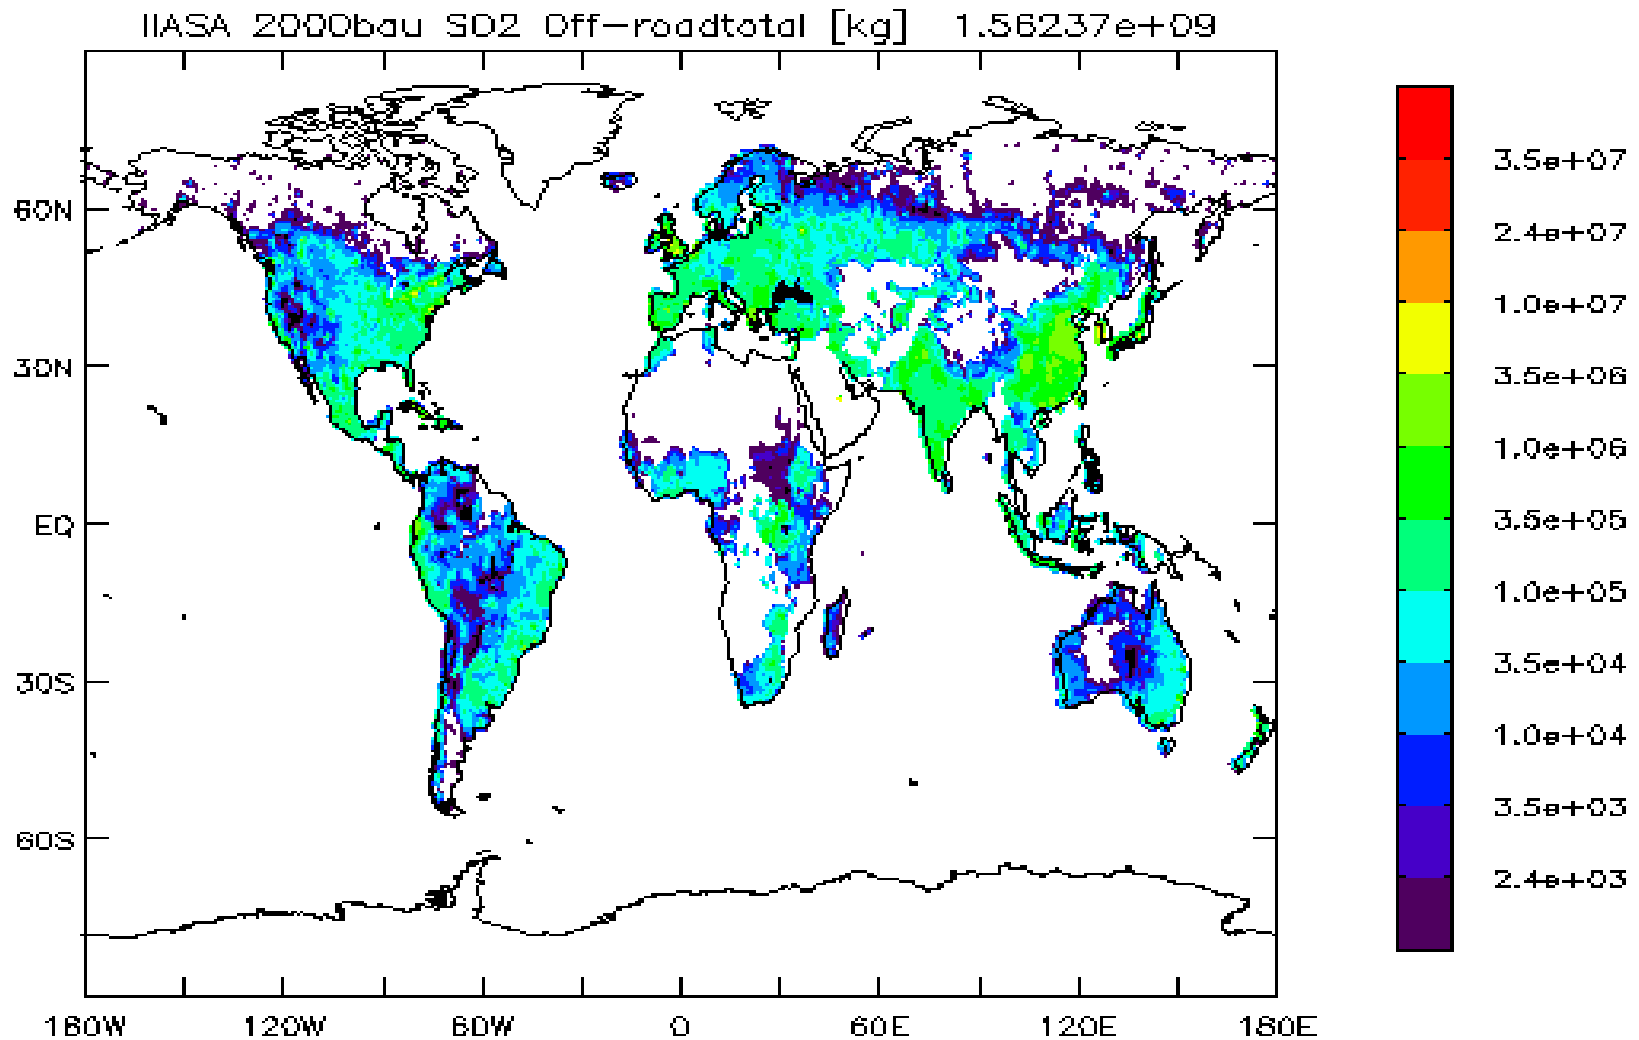 IIASA 2000bau SO2 Off-roadtotal [kg] 1.56237e+09
60N
30N
EQ
30S
60S
180W 120W 60W 0 60E 120E 180E
3.5e+07
2.4e+07
1.0e+07
3.5e+06
1.0e+06
3.5e+05
1.0e+05
3.5e+04
1.0e+04
3.5e+03
2.4e+03